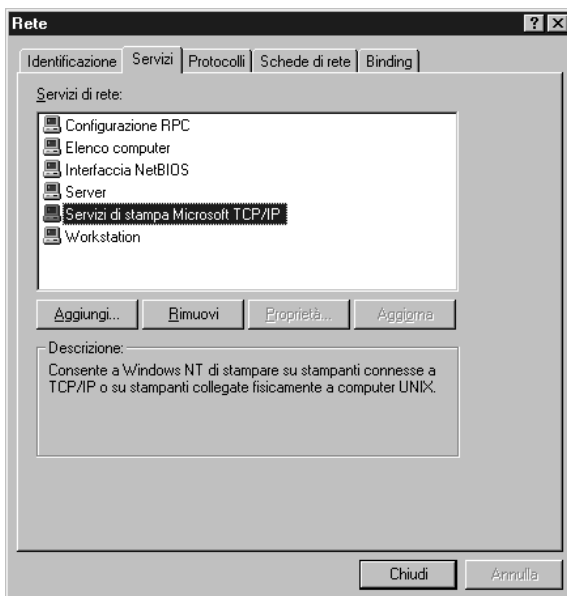 Rete
Identificazione Servizi Protocolli Schede di rete Binding
Servizi di rete:
Configurazione RPC
Elenco computer
Interfaccia NetBIOS
Server
Servizi di stampa Microsoft TCP/IP
Workstation
Aggiungi... Rimuovi Proprietà... Aggiorna
Descrizione:
Consente a Windows NT di stampare su stampanti connesse a
TCP/IP o su stampanti collegate fisicamente a computer UNIX.
Chiudi Annulla